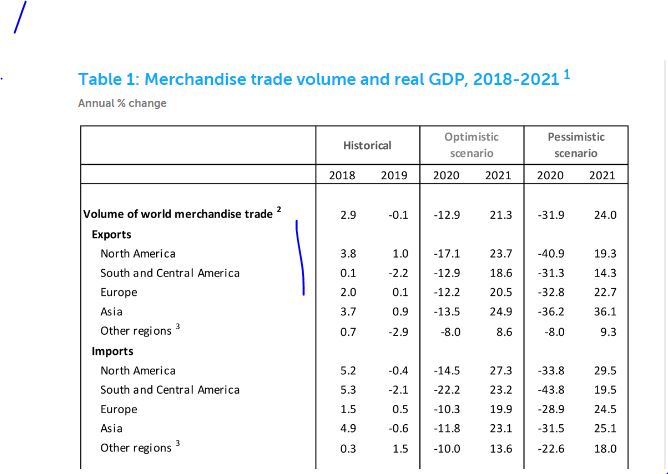 Table 1: Merchandise trade volume and real GDP, 2018-2021 1
Annual % change
Historical Optimistic scenario Pessimistic scenario
2018 2019 2020 2021 2020 2021
Volume of world merchandise trade 2 2.9 -0.1 -12.9 21.3 -31.9 24.0
Exports
North America 3.8 1.0 -17.1 23.7 -40.9 19.3
South and Central America 0.1 -2.2 -12.9 18.6 -31.3 14.3
Europe 2.0 0.1 -12.2 20.5 -32.8 22.7
Asia 3.7 0.9 -13.5 24.9 -36.2 36.1
Other regions 3 0.7 -2.9 -8.0 8.6 -8.0 9.3
Imports
North America 5.2 -0.4 -14.5 27.3 -33.8 29.5
South and Central America 5.3 -2.1 -22.2 23.2 -43.8 19.5
Europe 1.5 0.5 -10.3 19.9 -28.9 24.5
Asia 4.9 -0.6 -11.8 23.1 -31.5 25.1
Other regions 3 0.3 1.5 -10.0 13.6 -22.6 18.0